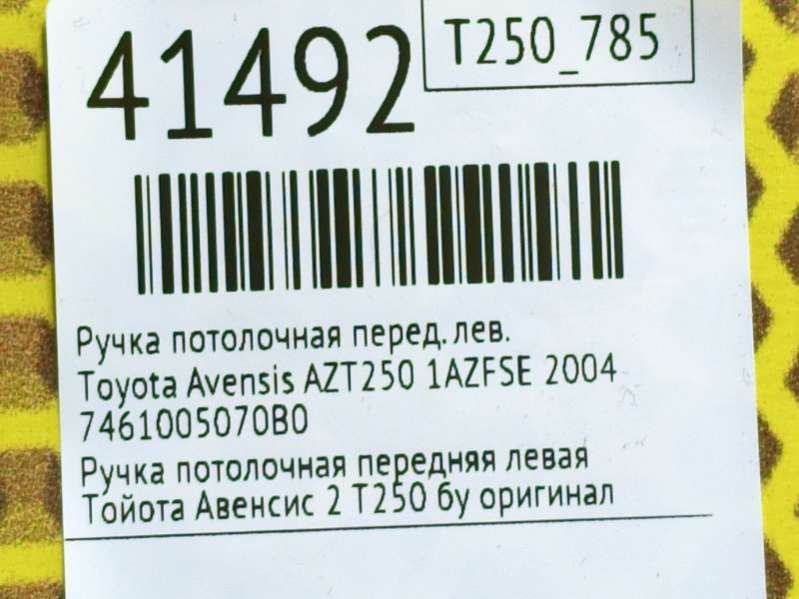 41492
T250_785
Ручка потолочная перед. лев.
Toyota Avensis AZT250 1AZFSE 2004
7461005070B0
Ручка потолочная передняя левая
Тойота Авенсис 2 Т250 бу оригинал